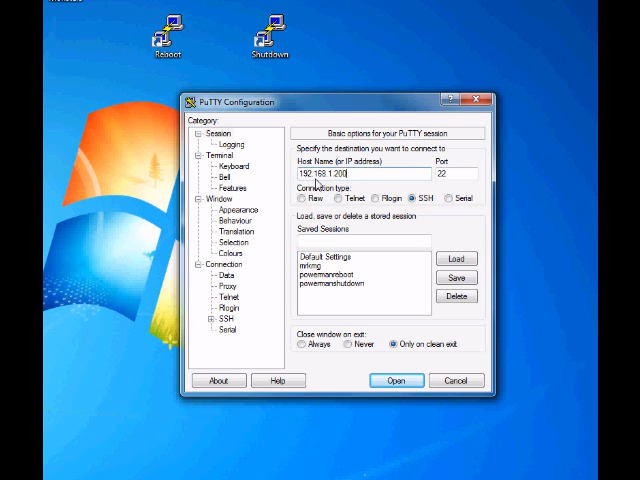 Reboot
Shutdown
PuTTY Configuration
Category:
Session
Logging
Terminal
Keyboard
Bell
Features
Window
Appearance
Behaviour
Translation
Selection
Colours
Connection
Data
Proxy
Telnet
Rlogin
SSH
Serial
Basic options for your PuTTY session
Specify the destination you want to connect to
Host Name (or IP address) Port
192.168.1.200 22
Connection type:
Raw Telnet Rlogin SSH Serial
Load, save or delete a stored session
Saved Sessions
Default Settings
mrkmg
powermanreboot
powermanshutdown
Load
Save
Delete
Close window on exit:
Always Never Only on clean exit
About Help Open Cancel